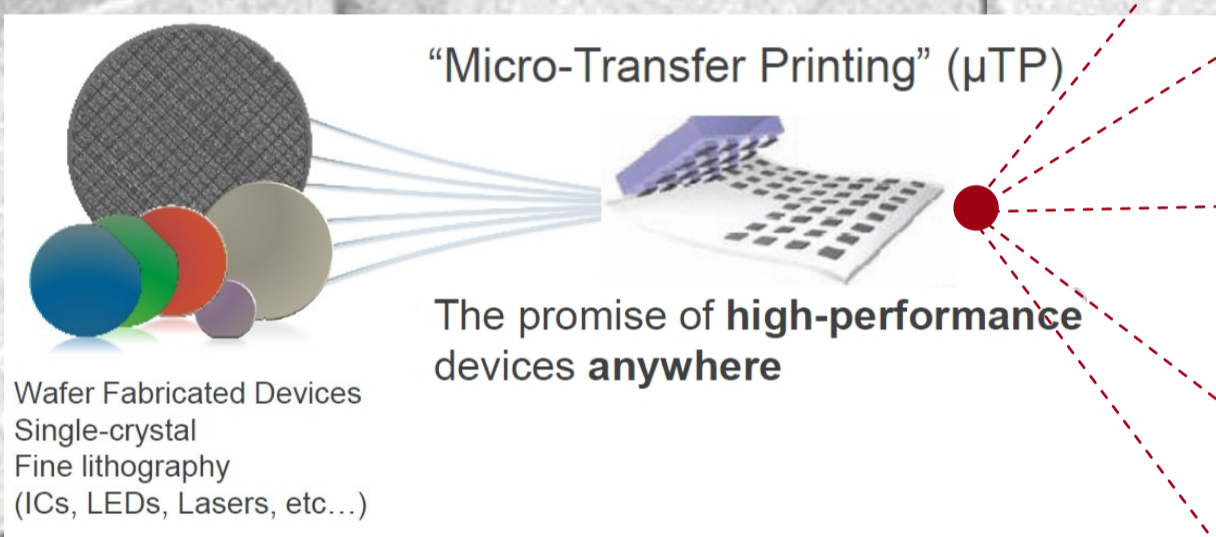 “Micro-Transfer Printing” (μTP)
The promise of high-performance
devices anywhere
Wafer Fabricated Devices
Single-crystal
Fine lithography
(ICs, LEDs, Lasers, etc…)